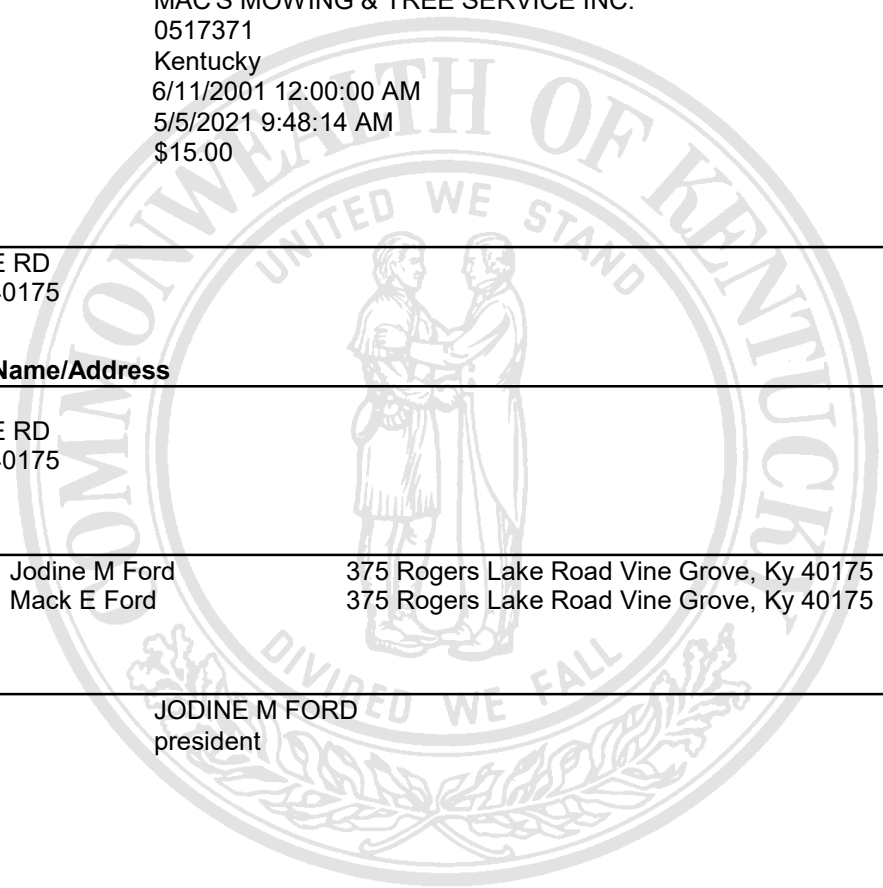 MAC'S MOWING & TREE SERVICE INC.
0517371
Kentucky
6/11/2001 12:00:00 AM
5/5/2021 9:48:14 AM
$15.00
COMMONWEALTH OF KENTUCKY
UNITED WE STAND
E RD
40175
Name/Address
E RD
40175
Jodine M Ford 375 Rogers Lake Road Vine Grove, Ky 40175
Mack E Ford 375 Rogers Lake Road Vine Grove, Ky 40175
DIVIDED WE FALL
JODINE M FORD
president